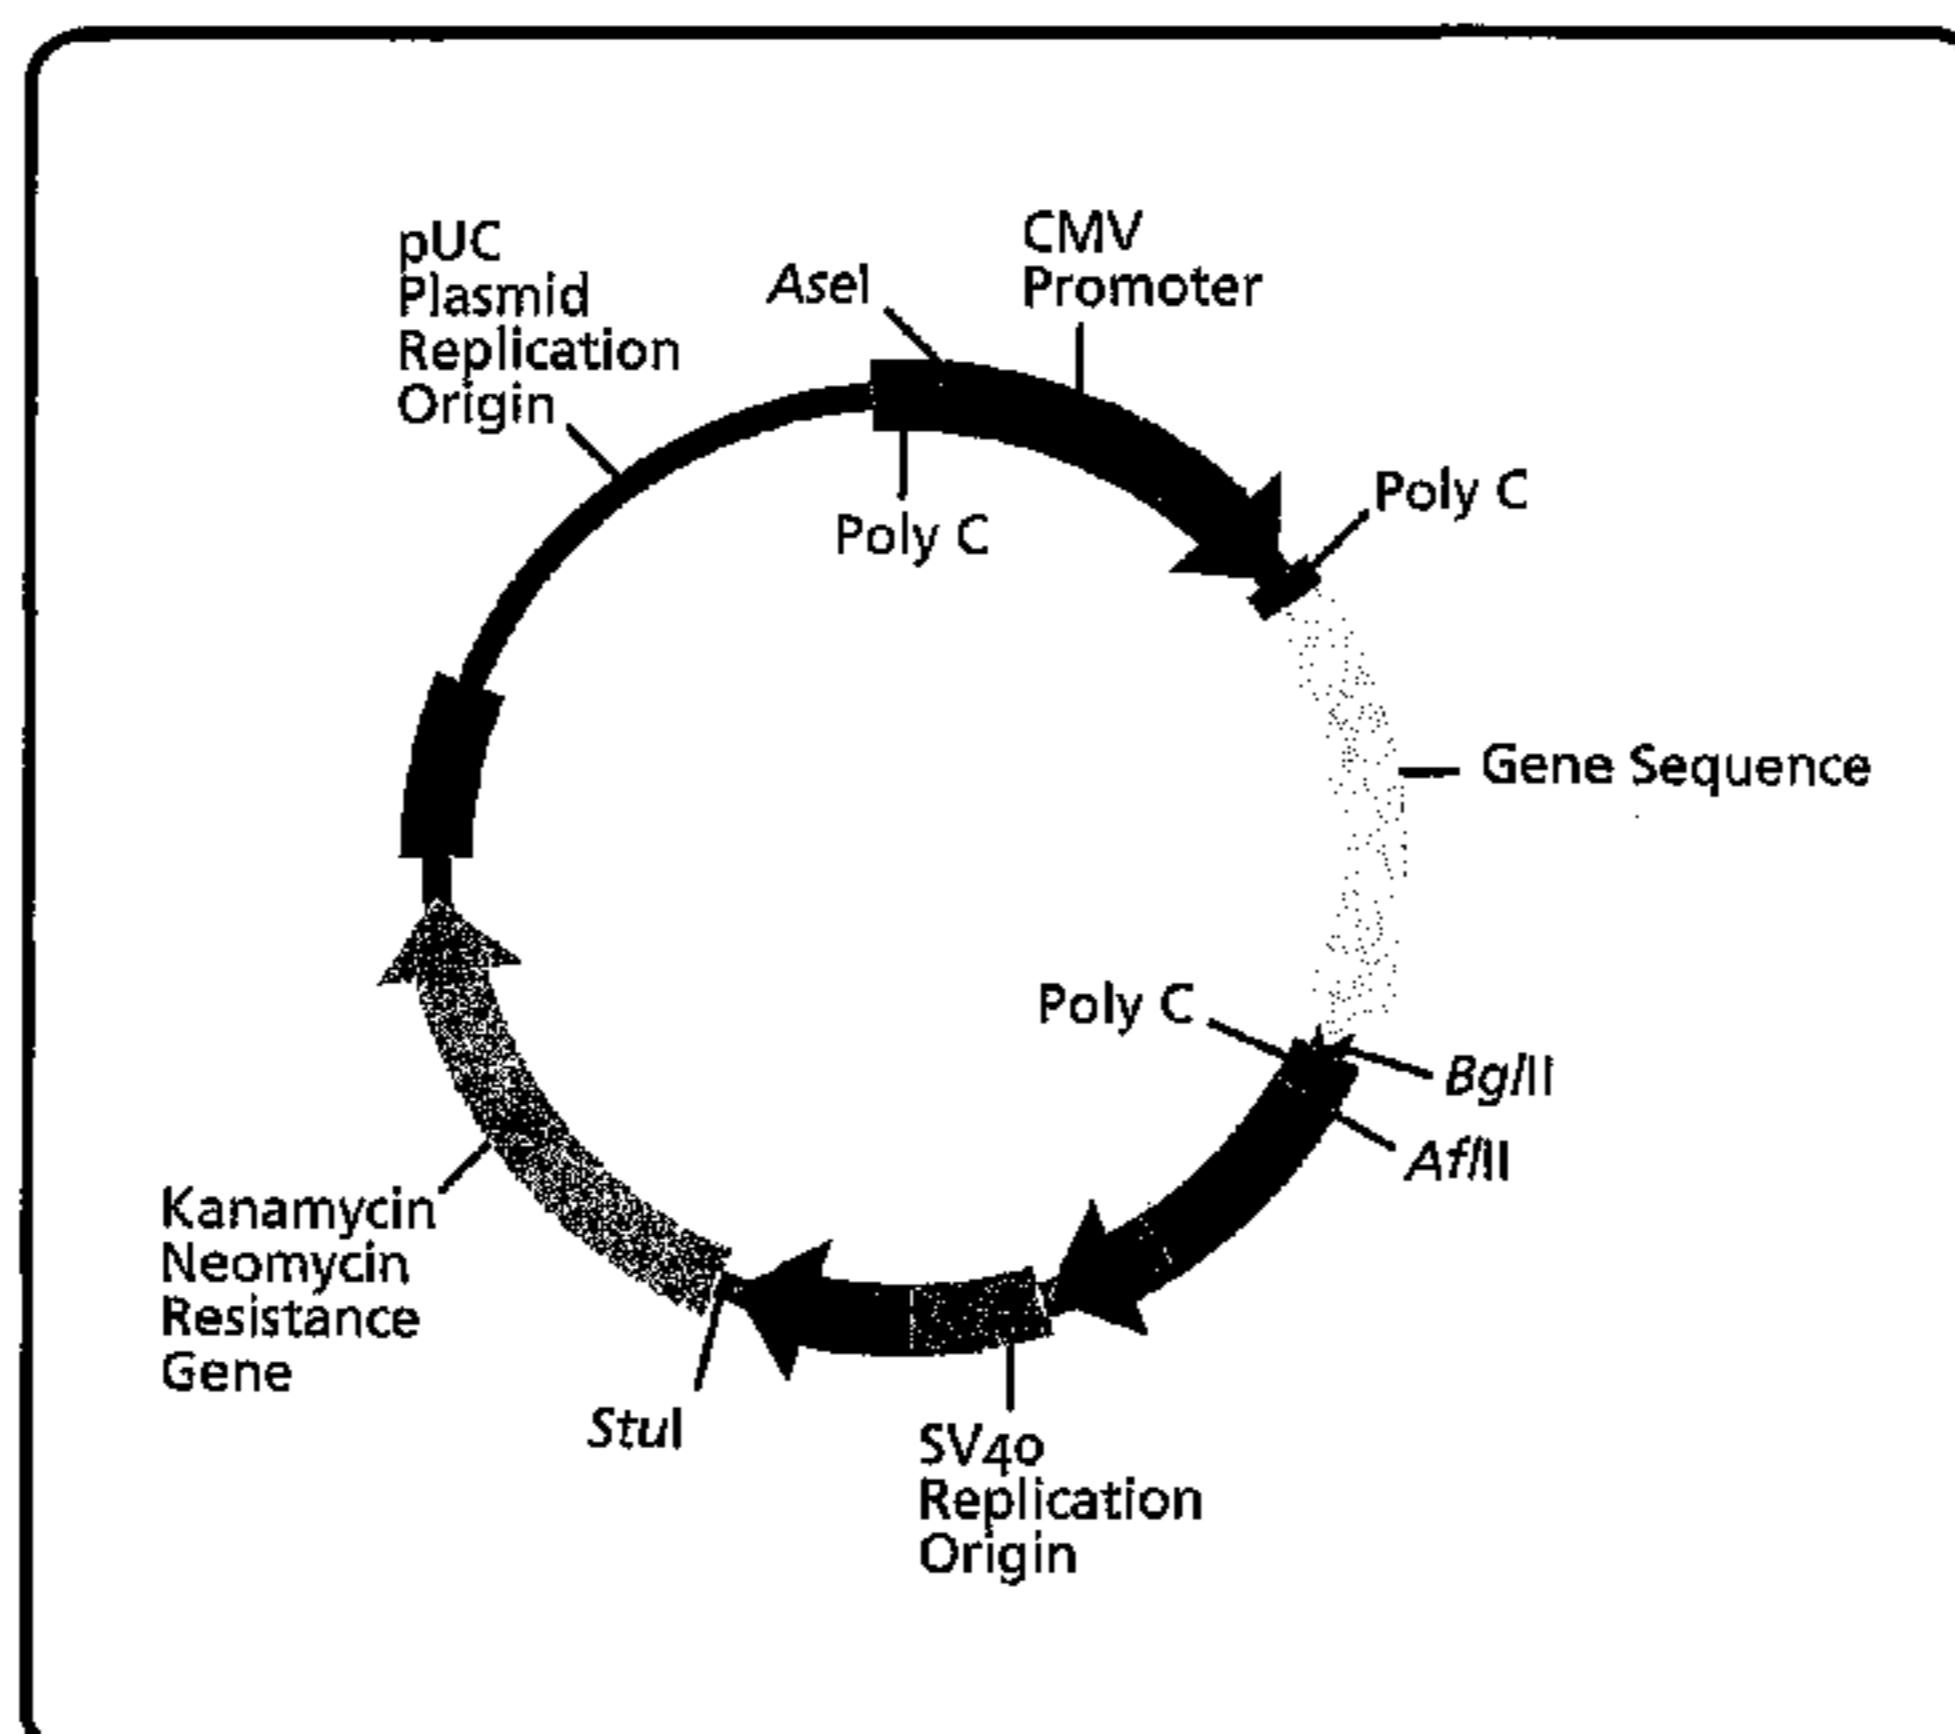 pUC
Plasmid
Replication
Origin
AseI
CMV
Promoter
Poly C
Poly C
Gene Sequence
Poly C
BglII
AflII
Kanamycin
Neomycin
Resistance
Gene
StuI
SV40
Replication
Origin